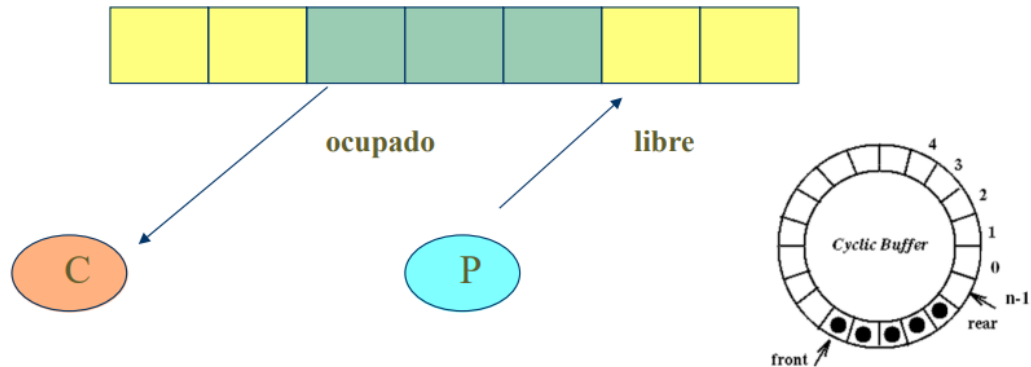 ocupado
libre
C
P
4
3
2
1
0
n-1
rear
front
Cyclic Buffer